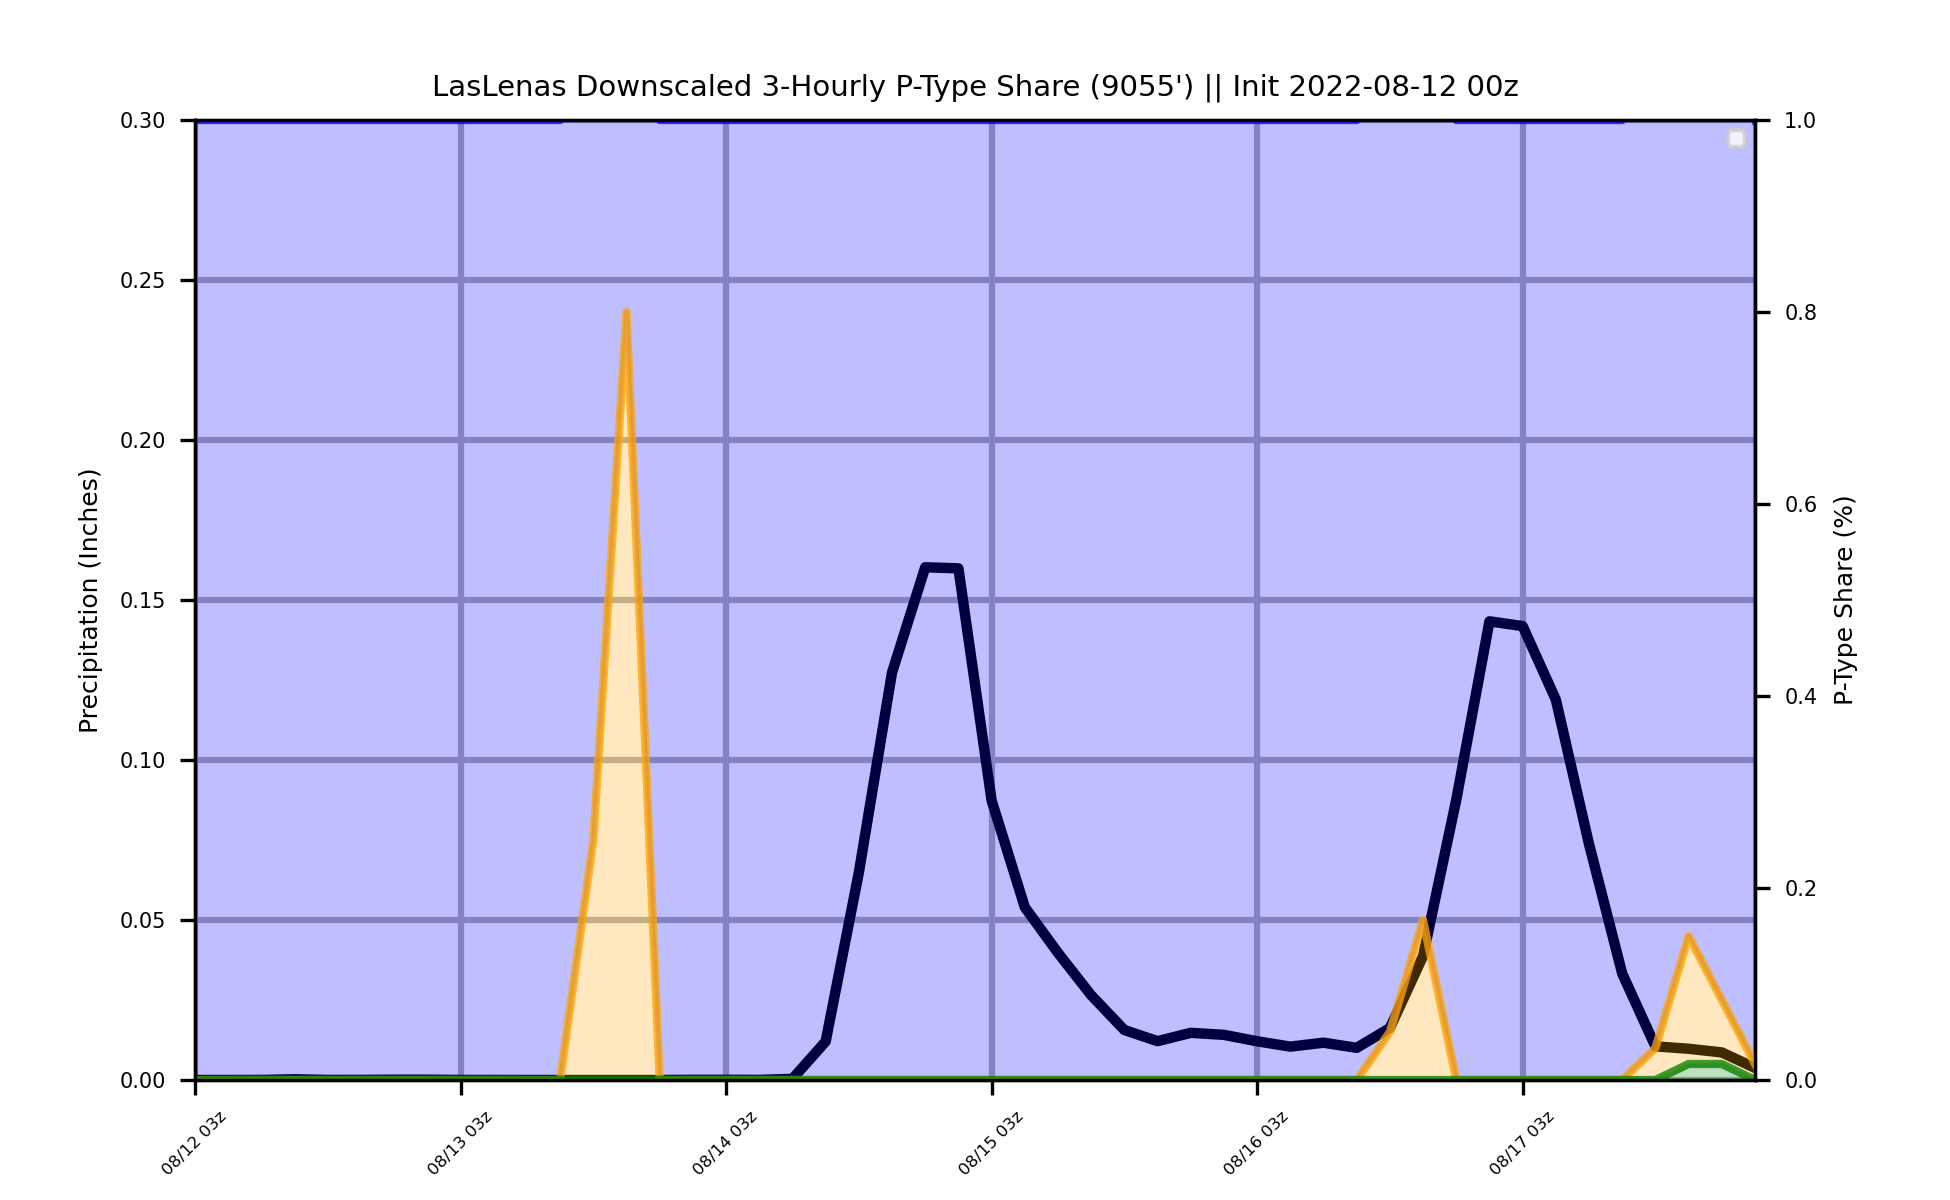 LasLenas Downscaled 3-Hourly P-Type Share (9055') || Init 2022-08-12 00z
0.30
0.25
0.20
0.15
0.10
0.05
0.00
Precipitation (Inches)
1.0
0.8
0.6
0.4
0.2
0.0
P-Type Share (%)
08/12 03z
08/13 03z
08/14 03z
08/15 03z
08/16 03z
08/17 03z